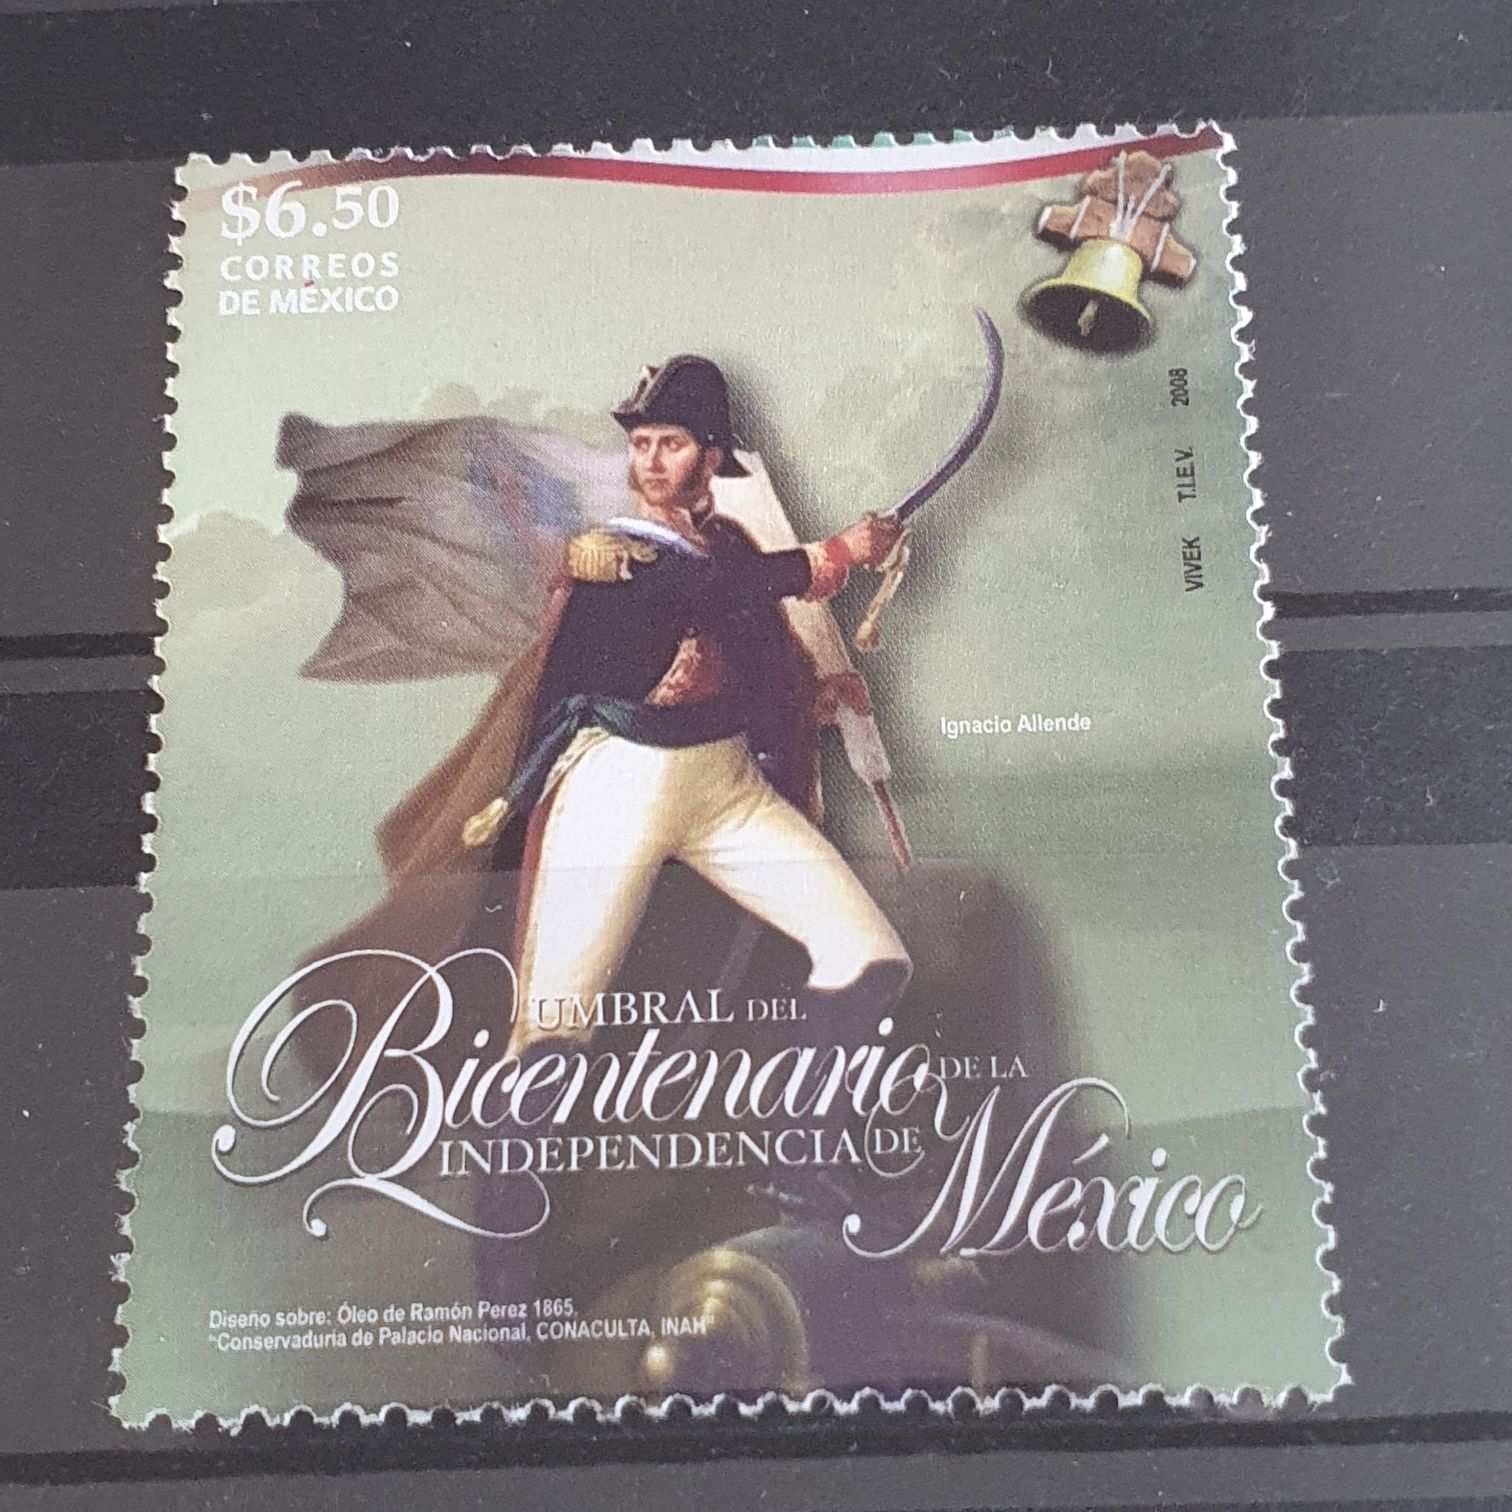 $6.50
CORREOS
DE MÉXICO
VIVEK T.I.E.V. 2008
Ignacio Allende
UMBRAL DEL
Bicentenario DE LA
INDEPENDENCIA DE México
Diseño sobre: Óleo de Ramón Perez 1865.
"Conservaduria de Palacio Nacional, CONACULTA, INAH"